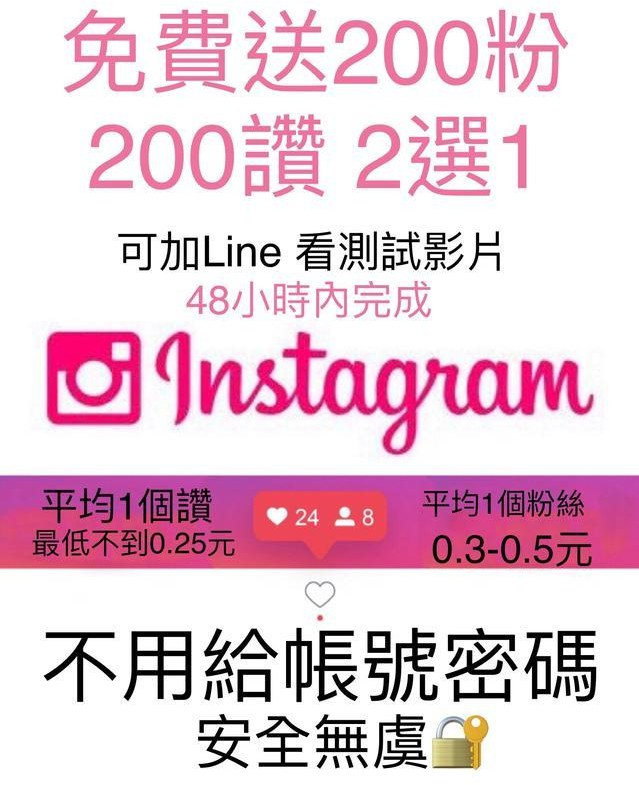 免費送200粉
200讚 2選1
可加Line 看測試影片
48小時內完成
Instagram
平均1個讚
最低不到0.25元
24 8
平均1個粉絲
0.3-0.5元
不用給帳號密碼
安全無虞🔐